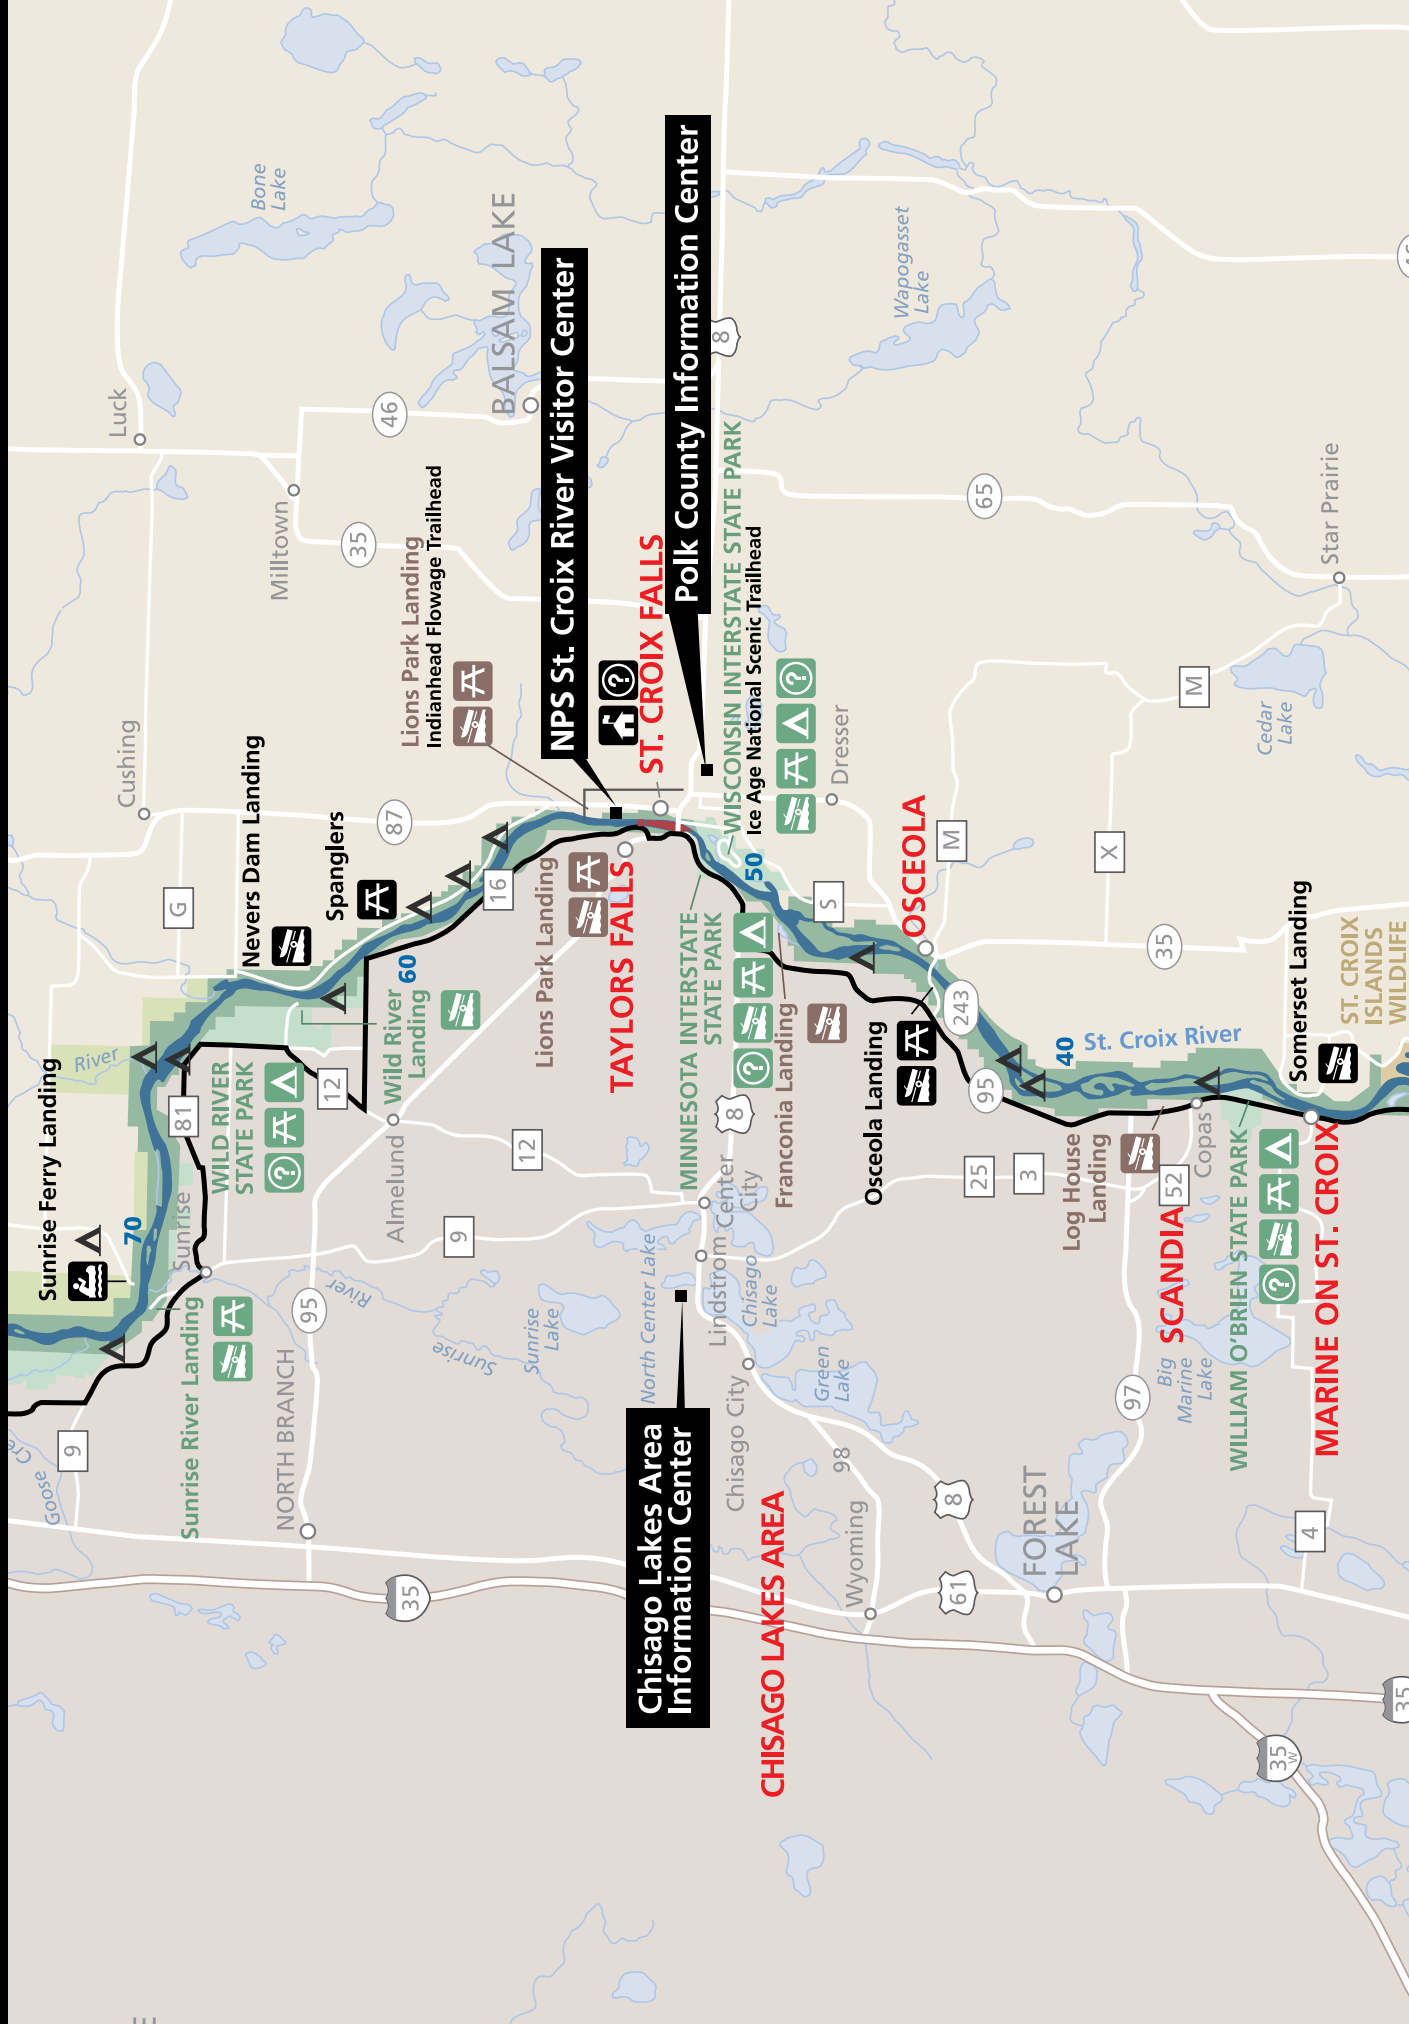 Bone
Lake
Luck
BALSAM LAKE
46
Milltown
35
Cushing
87
G
Nevers Dam Landing
Spanglers
Lions Park Landing
Indianhead Flowage Trailhead
NPS St. Croix River Visitor Center
ST. CROIX FALLS
Polk County Information Center
8
WISCONSIN INTERSTATE STATE PARK
Ice Age National Scenic Trailhead
Wapogasset
Lake
65
Star Prairie
Dresser
Cedar
Lake
M
M
X
S
OSCEOLA
35
Somerset Landing
ST. CROIX
ISLANDS
WILDLIFE
Sunrise Ferry Landing
River
70
60
50
40
St. Croix River
16
81
WILD RIVER
STATE PARK
12
Wild River
Landing
Lions Park Landing
TAYLORS FALLS
MINNESOTA INTERSTATE
STATE PARK
Franconia Landing
8
Osceola Landing
243
95
Log House
Landing
Copas
52
25
3
SCANDIA
WILLIAM O'BRIEN STATE PARK
MARINE ON ST. CROIX
Sunrise
Sunrise River Landing
Almelund
12
9
95
River
Sunrise
Sunrise
Lake
North Center Lake
Center
City
Lindstrom
Chisago
Lake
Green
Lake
Chisago City
98
Wyoming
8
61
FOREST
LAKE
97
Big
Marine
Lake
4
9
Goose
NORTH BRANCH
35
Chisago Lakes Area
Information Center
CHISAGO LAKES AREA
35
W
35